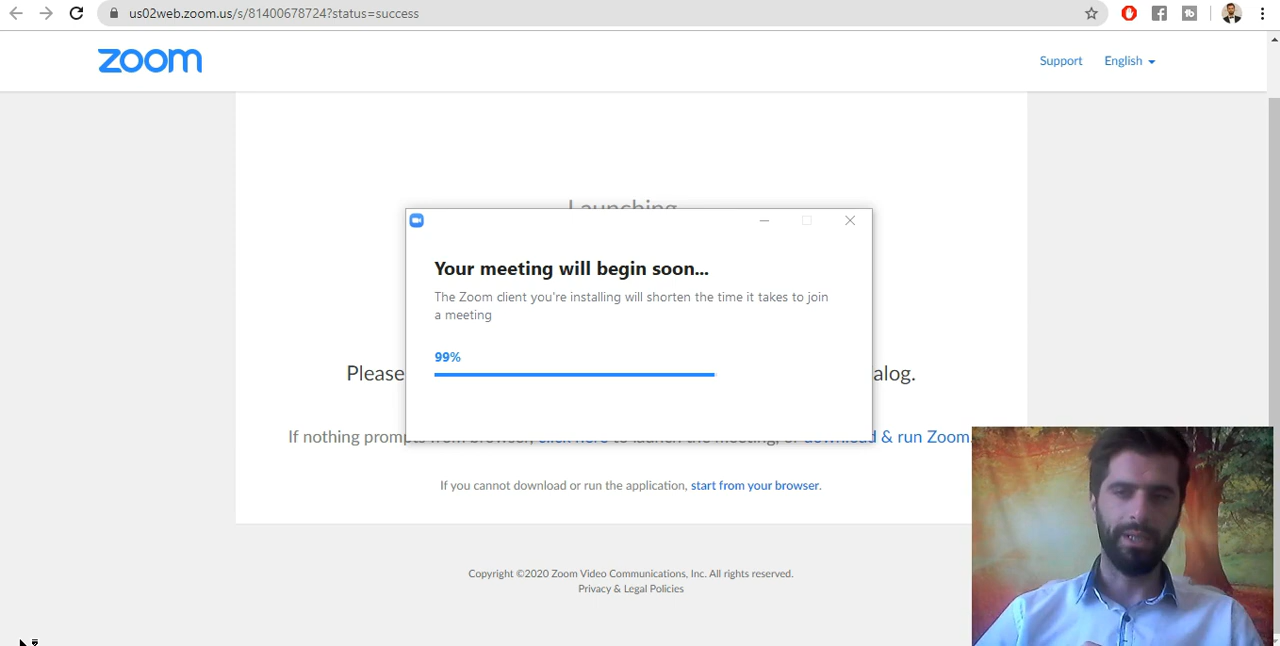 us02web.zoom.us/s/81400678724?status=success
zoom
Support
English
Launching
Your meeting will begin soon...
The Zoom client you're installing will shorten the time it takes to join
a meeting
99%
Please alog.
If nothing prompts from browser, click here to launch the meeting, or download & run Zoom.
If you cannot download or run the application, start from your browser.
Copyright ©2020 Zoom Video Communications, Inc. All rights reserved.
Privacy & Legal Policies